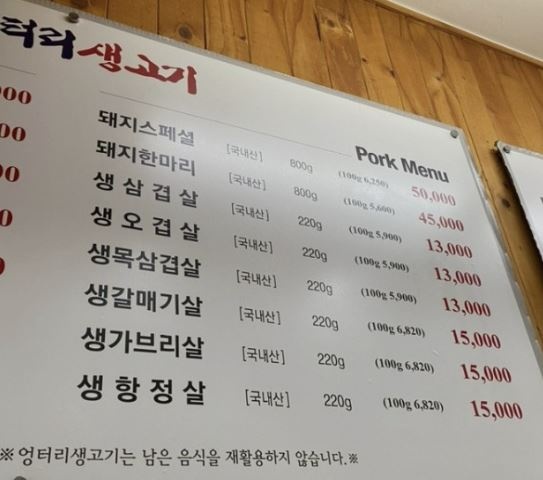 터리생고기
Pork Menu
돼지스페셜 [국내산] 800g (100g 6,250) 50,000
돼지한마리 [국내산] 800g (100g 5,600) 45,000
생삼겹살 [국내산] 220g (100g 5,900) 13,000
생오겹살 [국내산] 220g (100g 5,900) 13,000
생목삼겹살 [국내산] 220g (100g 5,900) 13,000
생갈매기살 [국내산] 220g (100g 6,820) 15,000
생가브리살 [국내산] 220g (100g 6,820) 15,000
생항정살 [국내산] 220g (100g 6,820) 15,000
※엉터리생고기는 남은 음식을 재활용하지 않습니다.※